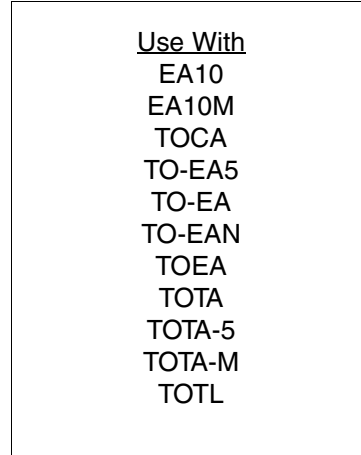 Use With
EA10
EA10M
TOCA
TO-EA5
TO-EA
TO-EAN
TOEA
TOTA
TOTA-5
TOTA-M
TOTL